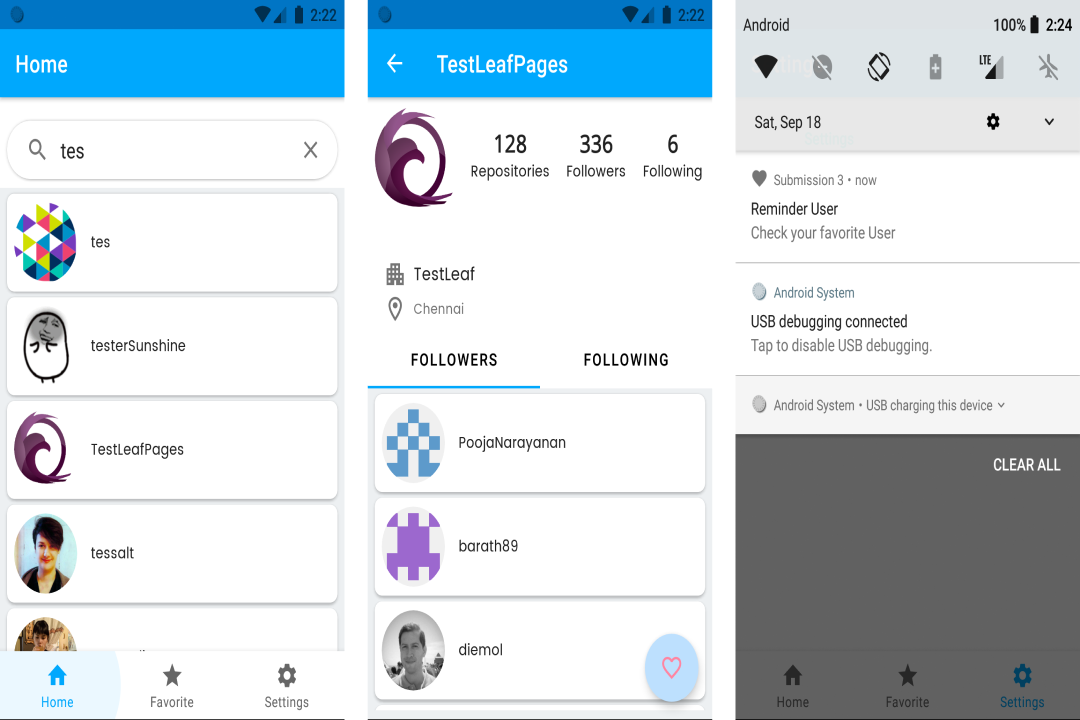 2:22
Home
tes
tes
testerSunshine
TestLeafPages
tessalt
Home
Favorite
Settings
2:22
TestLeafPages
128
336
6
Repositories
Followers
Following
TestLeaf
Chennai
FOLLOWERS
FOLLOWING
PoojaNarayanan
barath89
diemol
Android
100%
2:24
LTE
Sat, Sep 18
Submission 3 • now
Reminder User
Check your favorite User
Android System
USB debugging connected
Tap to disable USB debugging.
Android System • USB charging this device
CLEAR ALL
Home
Favorite
Settings